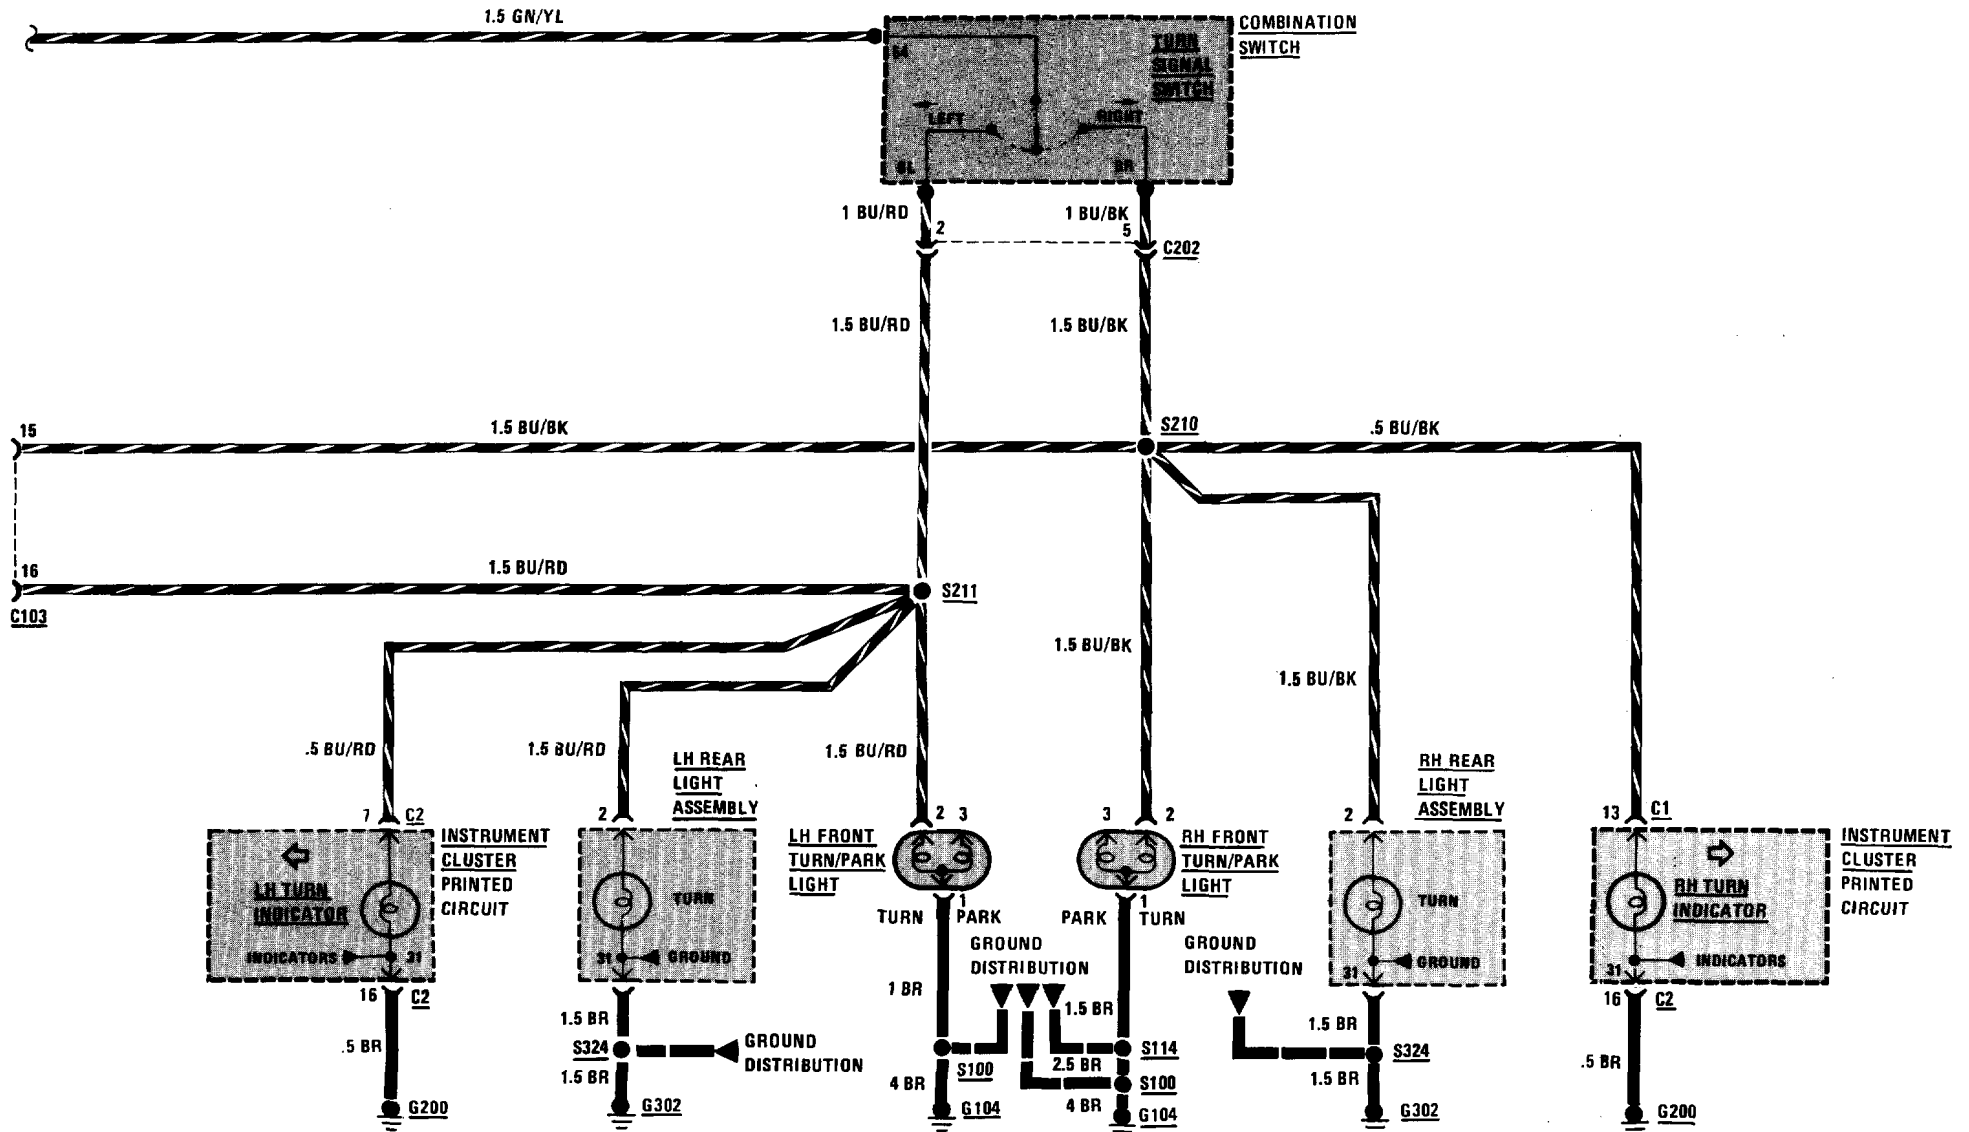 1.5 GN/YL
COMBINATION
SWITCH
54
TURN
SIGNAL
SWITCH
LEFT
RIGHT
BL
BR
1 BU/RD
2
1 BU/BK
5
C202
1.5 BU/RD
1.5 BU/BK
15
1.5 BU/BK
S210
.5 BU/BK
16
1.5 BU/RD
S211
C103
1.5 BU/BK
1.5 BU/BK
.5 BU/RD
1.5 BU/RD
1.5 BU/RD
LH REAR
LIGHT
ASSEMBLY
RH REAR
LIGHT
ASSEMBLY
7
C2
2
2
3
3
2
2
13
C1
INSTRUMENT
CLUSTER
PRINTED
CIRCUIT
LH TURN
INDICATOR
INDICATORS
31
TURN
31
GROUND
LH FRONT
TURN/PARK
LIGHT
RH FRONT
TURN/PARK
LIGHT
TURN
31
GROUND
RH TURN
INDICATOR
31
INDICATORS
INSTRUMENT
CLUSTER
PRINTED
CIRCUIT
1
TURN
PARK
1
PARK
TURN
GROUND
DISTRIBUTION
GROUND
DISTRIBUTION
16
C2
16
C2
.5 BR
1.5 BR
S324
1.5 BR
GROUND
DISTRIBUTION
1 BR
S100
4 BR
1.5 BR
S114
2.5 BR
S100
4 BR
1.5 BR
S324
1.5 BR
.5 BR
G200
G302
G104
G104
G302
G200